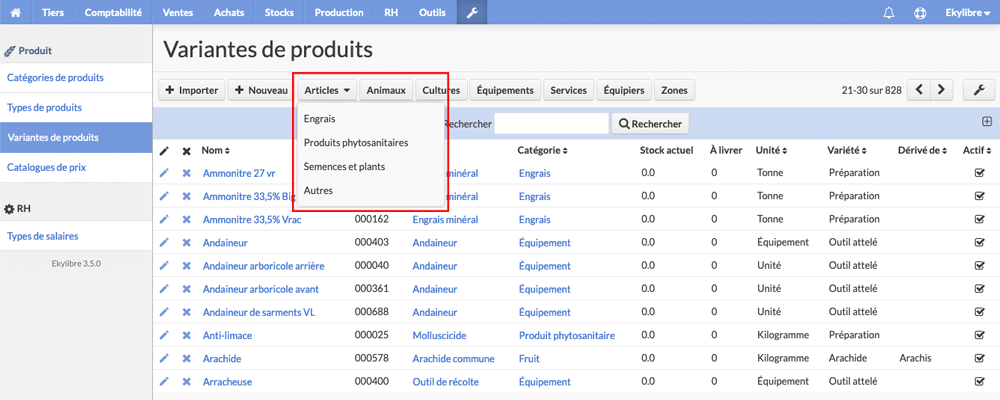 Tiers Comptabilité Ventes Achats Stocks Production RH Outils Ekylibre
Produit
Catégories de produits
Types de produits
Variantes de produits
Catalogues de prix
RH
Types de salaires
Ekylibre 3.5.0
Variantes de produits
Importer Nouveau Articles Animaux Cultures Équipements Services Équipiers Zones 21-30 sur 828
Engrais
Produits phytosanitaires
Semences et plants
Autres
Rechercher Rechercher
Nom Catégorie Stock actuel À livrer Unité Variété Dérivé de Actif
Ammonitre 27 vr minéral Engrais 0.0 0 Tonne Préparation
Ammonitre 33,5% Big minéral Engrais 0.0 0 Tonne Préparation
Ammonitre 33,5% Vrac 000162 Engrais minéral Engrais 0.0 0 Tonne Préparation
Andaineur 000403 Andaineur Équipement 0.0 0 Équipement Outil attelé
Andaineur arboricole arrière 000040 Andaineur Équipement 0.0 0 Unité Outil attelé
Andaineur arboricole avant 000361 Andaineur Équipement 0.0 0 Unité Outil attelé
Andaineur de sarments VL 000688 Andaineur Équipement 0.0 0 Unité Outil attelé
Anti-limace 000025 Molluscicide Produit phytosanitaire 0.0 0 Kilogramme Préparation
Arachide 000578 Arachide commune Fruit 0.0 0 Kilogramme Arachide Arachis
Arracheuse 000400 Outil de récolte Équipement 0.0 0 Équipement Outil attelé